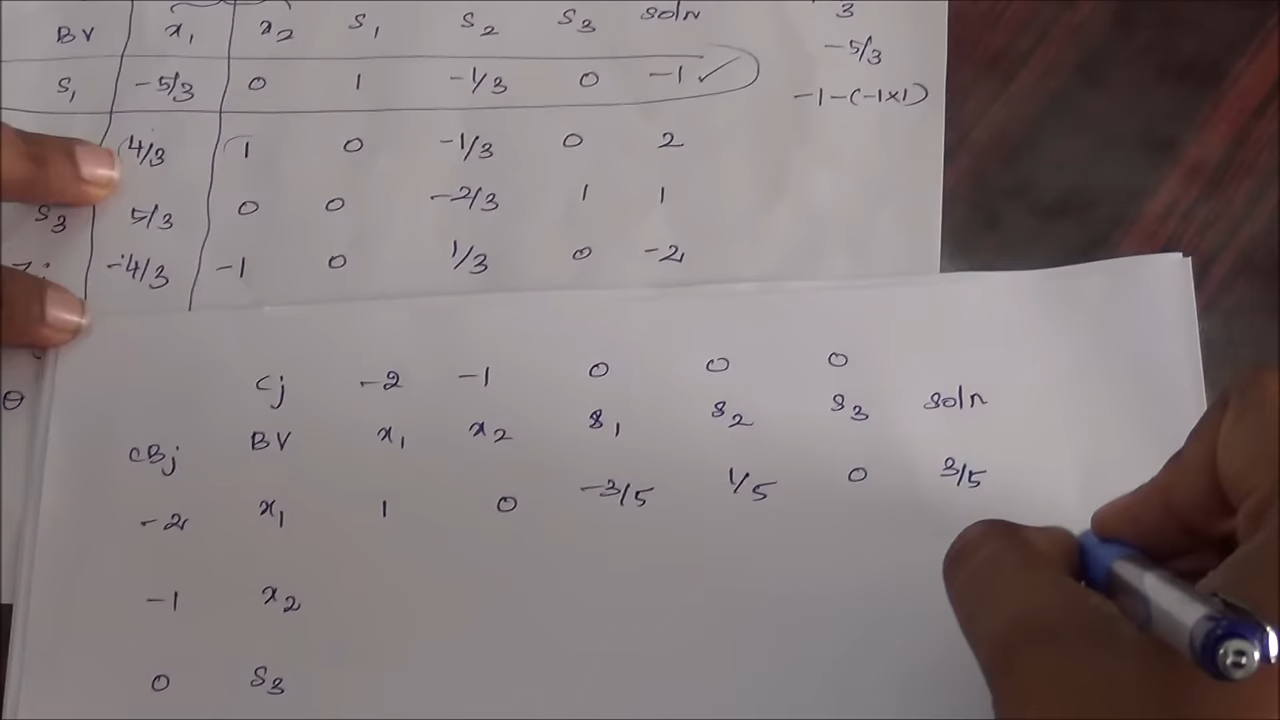 BV x₁ x₂ S₁ S₂ S₃ Soln
S₁ -5/3 0 1 -1/3 0 -1 ✓
4/3 1 0 -1/3 0 2
S₃ 5/3 0 0 -2/3 1 1
-4/3 -1 0 1/3 0 -2
3
-5/3
-1-(-1×1)
θ
Cj -2 -1 0 0 0
CBj BV x₁ x₂ S₁ S₂ S₃ Soln
-2 x₁ 1 0 -3/5 1/5 0 3/5
-1 x₂
0 S₃